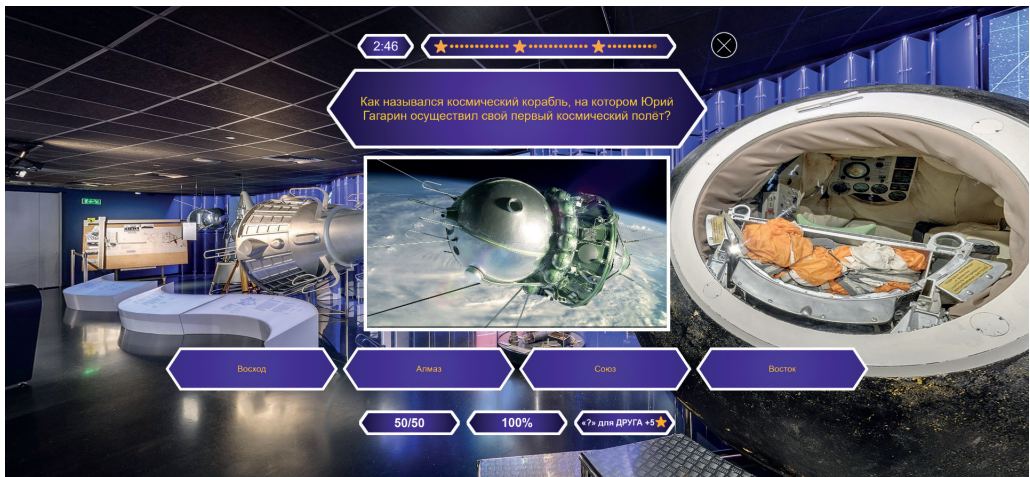 2:46
Как назывался космический корабль, на котором Юрий
Гагарин осуществил свой первый космический полёт?
Восход
Алмаз
Союз
Восток
50/50
100%
«?» для ДРУГА +5